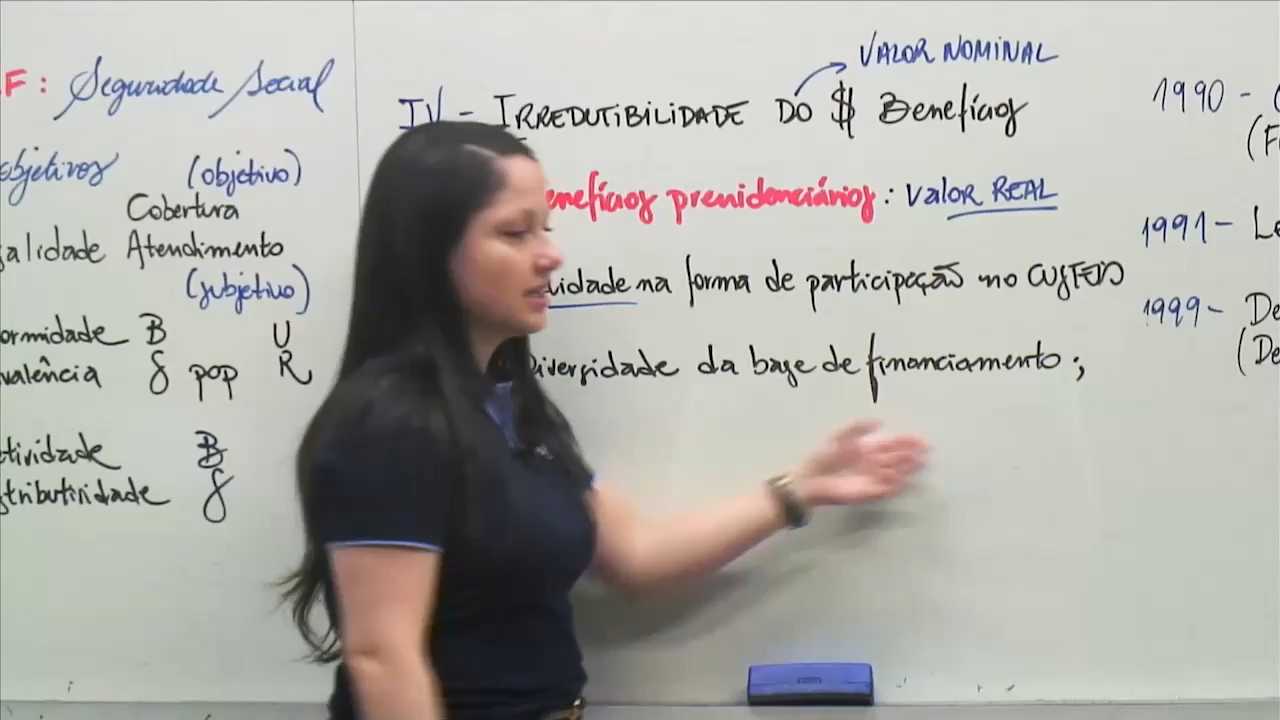 F: Seguridade Social
objetivos (objetivo)
Cobertura
alidade Atendimento
(subjetivo)
ormidade B U
valência S pop R
tividade B
tributividade S
VALOR NOMINAL
IV - IRREDUTIBILIDADE DO $ Benefícios
enefícios previdenciários: Valor REAL
uidade na forma de participação no CUSTEIO
Diversidade da base de financiamento;
1990 -
1991 - Le
1999 - De
(De